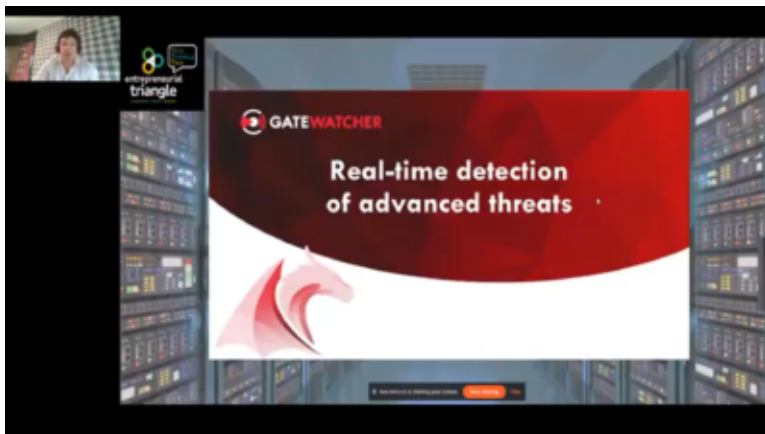 entrepreneurial
triangle
GATEWATCHER
Real-time detection
of advanced threats